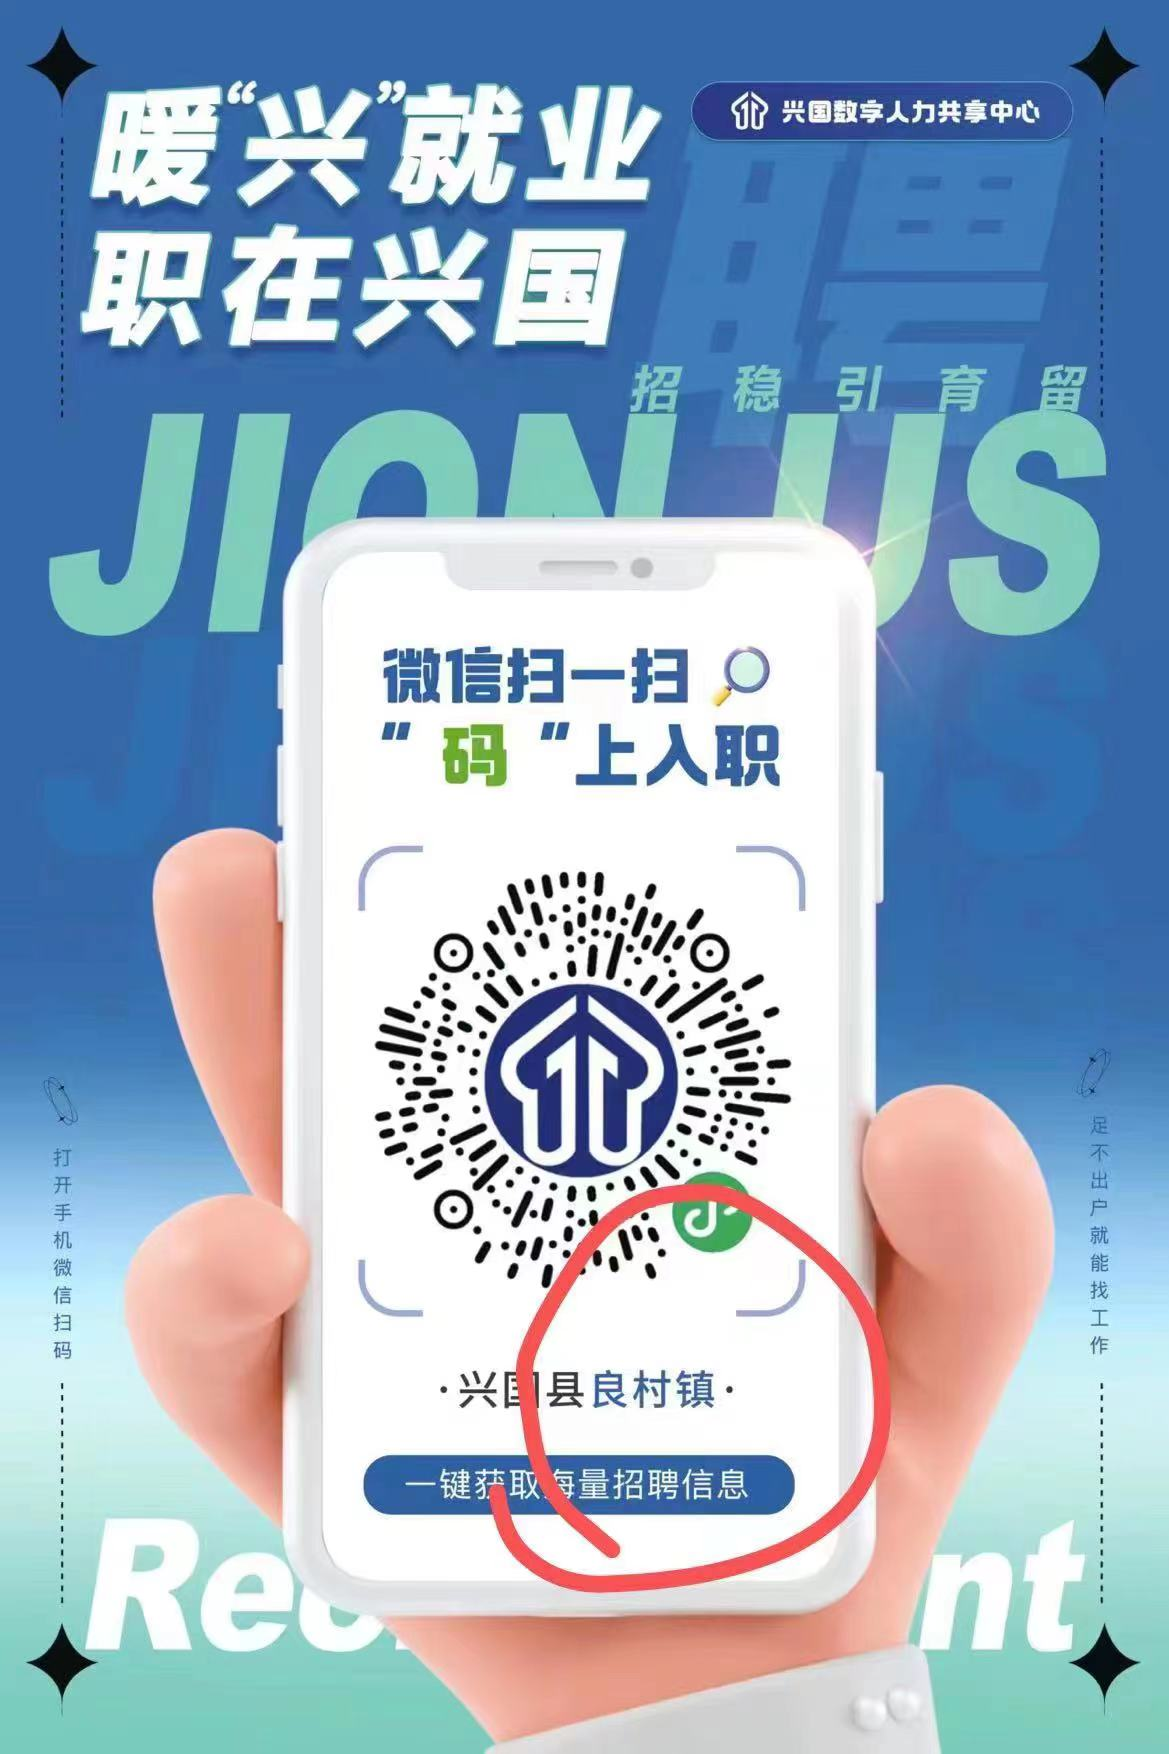 暖“兴”就业
兴国数字人力共享中心
职在兴国
聘
招稳引育留
JION US
微信扫一扫
"码"上入职
打开手机微信扫码
足不出户就能找工作
·兴国县良村镇·
一键获取海量招聘信息